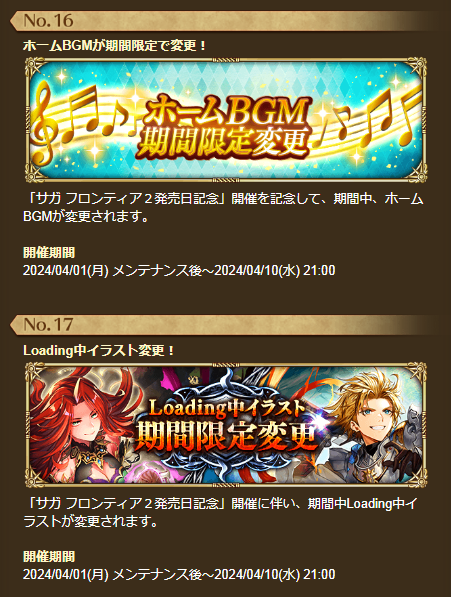 No.16
ホームBGMが期間限定で変更！
ホームBGM
期間限定変更
「サガ フロンティア２発売日記念」開催を記念して、期間中、ホーム
BGMが変更されます。
開催期間
2024/04/01(月) メンテナンス後～2024/04/10(水) 21:00
No.17
Loading中イラスト変更！
Loading中イラスト
期間限定変更
「サガ フロンティア２発売日記念」開催に伴い、期間中Loading中イ
ラストが変更されます。
開催期間
2024/04/01(月) メンテナンス後～2024/04/10(水) 21:00